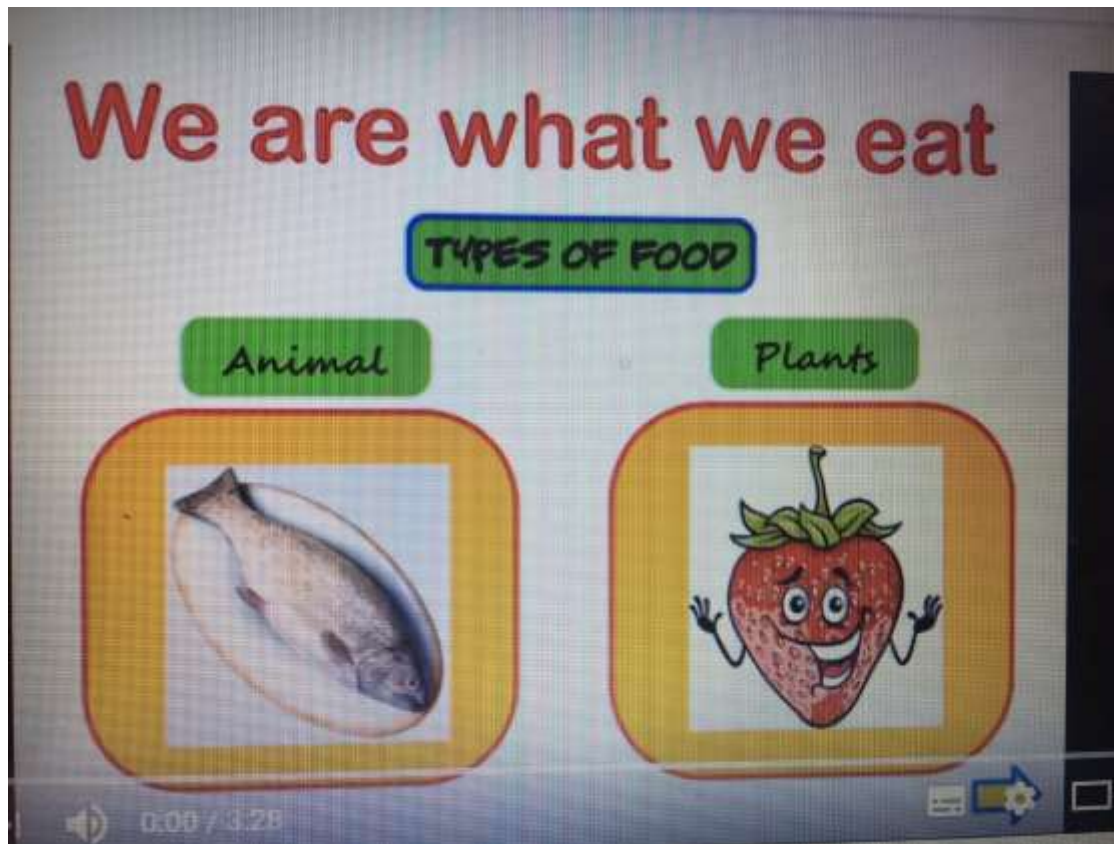 We are what we eat
TYPES OF FOOD
Animal
Plants
0:00 / 3:28